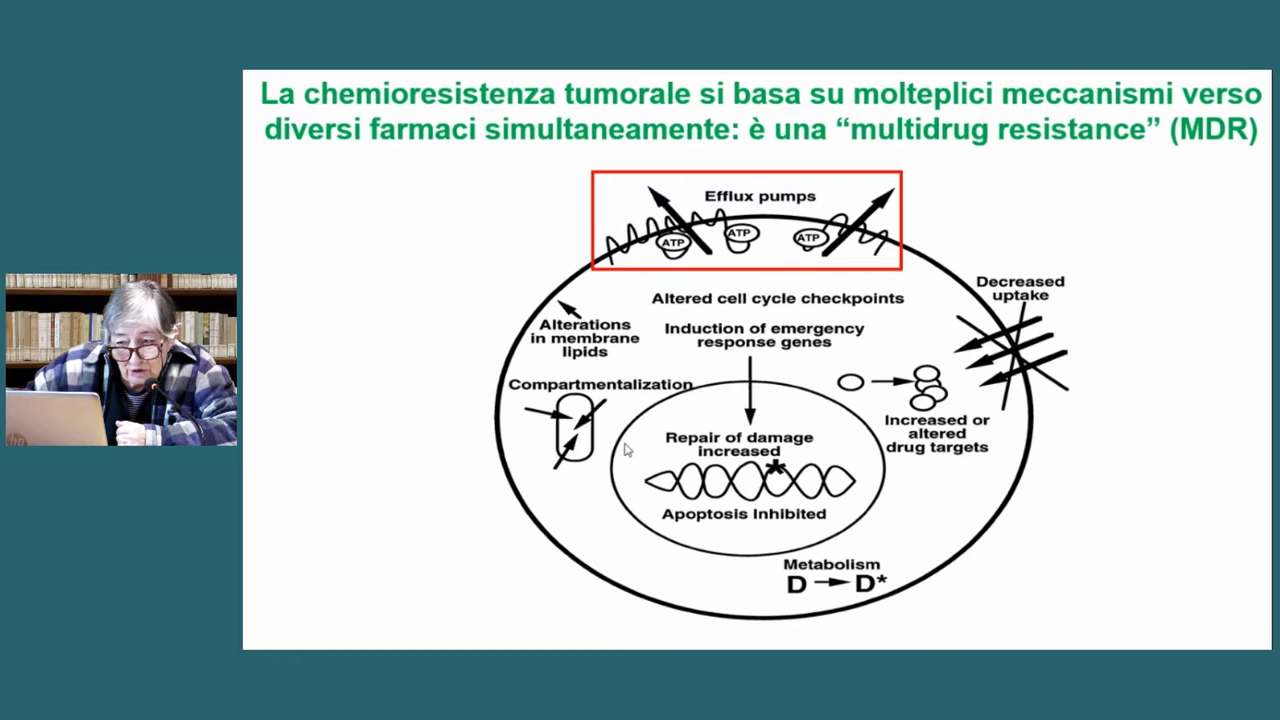 La chemioresistenza tumorale si basa su molteplici meccanismi verso
diversi farmaci simultaneamente: è una “multidrug resistance” (MDR)
Efflux pumps
ATP
ATP
ATP
Decreased
uptake
Altered cell cycle checkpoints
Alterations
in membrane
lipids
Induction of emergency
response genes
Compartmentalization
Increased or
altered
drug targets
Repair of damage
increased
*
Apoptosis Inhibited
Metabolism
D → D*
hp